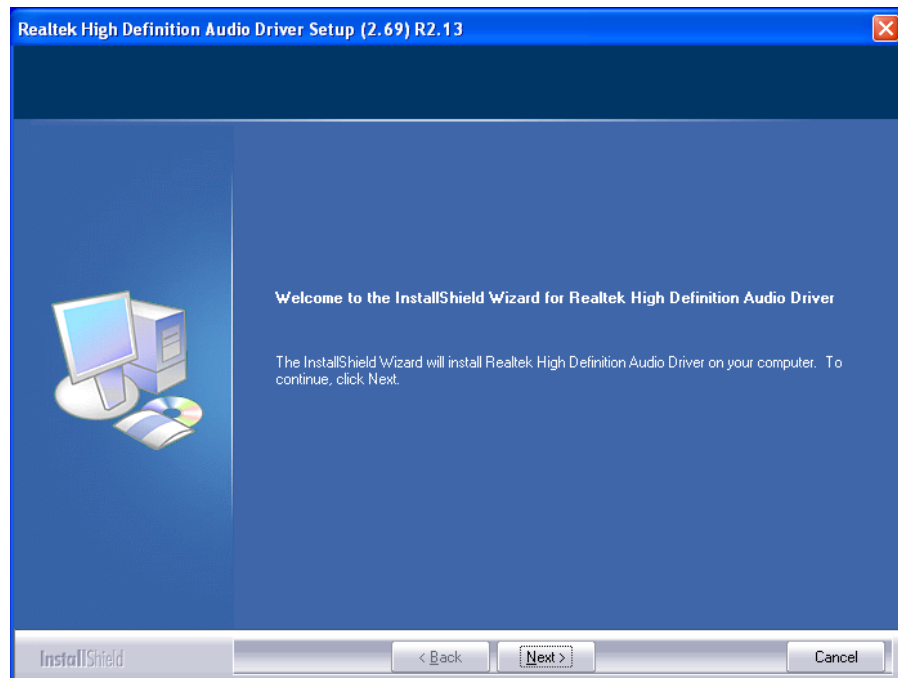 Realtek High Definition Audio Driver Setup (2.69) R2.13
Welcome to the InstallShield Wizard for Realtek High Definition Audio Driver
The InstallShield Wizard will install Realtek High Definition Audio Driver on your computer.  To
continue, click Next.
InstallShield
< Back
Next >
Cancel